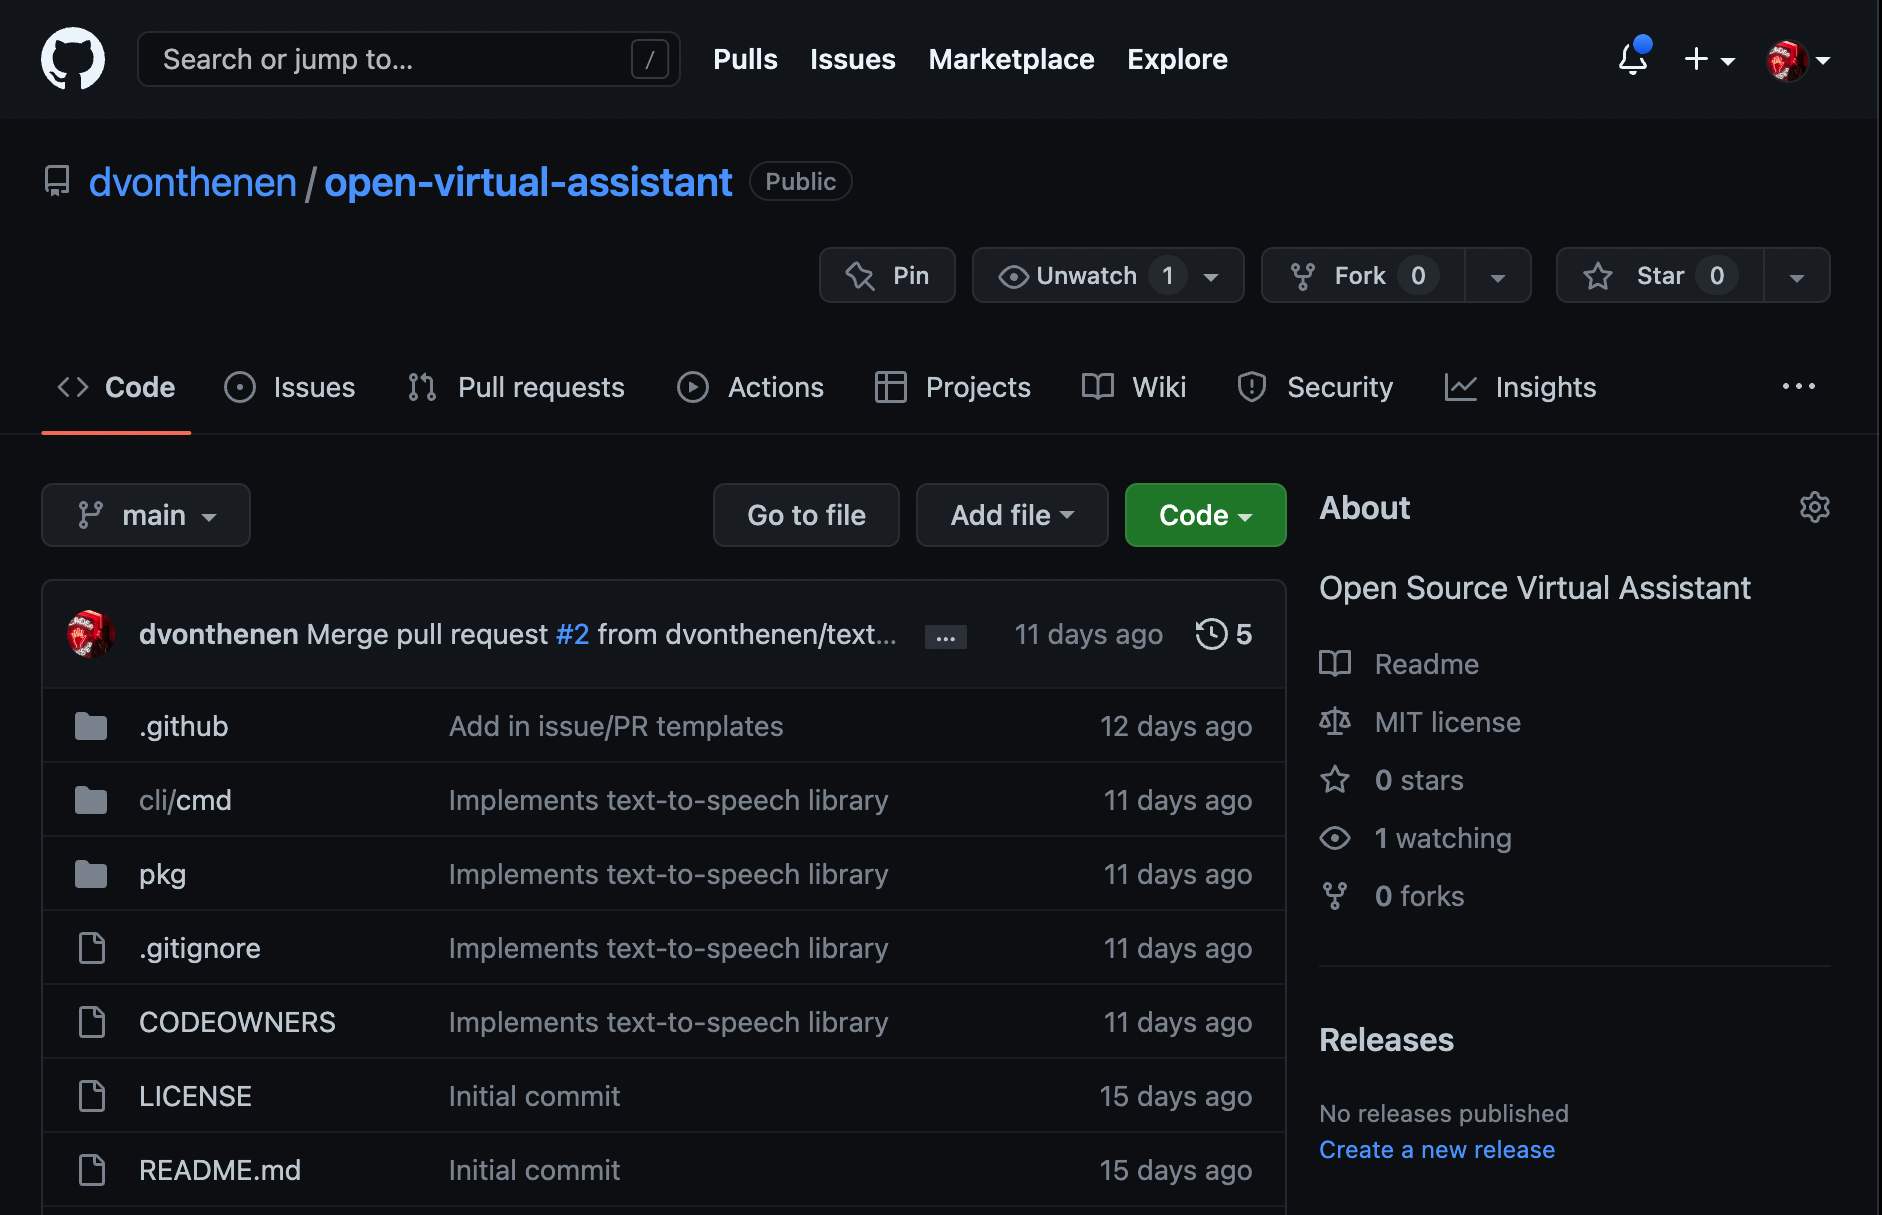 Search or jump to... /
Pulls Issues Marketplace Explore
dvonthenen / open-virtual-assistant Public
Pin Unwatch 1 Fork 0 Star 0
Code Issues Pull requests Actions Projects Wiki Security Insights ...
main Go to file Add file Code
dvonthenen Merge pull request #2 from dvonthenen/text... ... 11 days ago 5
.github Add in issue/PR templates 12 days ago
cli/cmd Implements text-to-speech library 11 days ago
pkg Implements text-to-speech library 11 days ago
.gitignore Implements text-to-speech library 11 days ago
CODEOWNERS Implements text-to-speech library 11 days ago
LICENSE Initial commit 15 days ago
README.md Initial commit 15 days ago
About
Open Source Virtual Assistant
Readme
MIT license
0 stars
1 watching
0 forks
Releases
No releases published
Create a new release